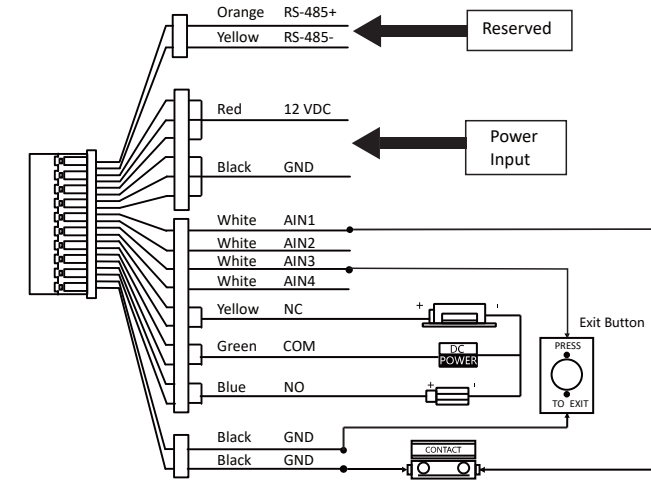 Orange RS-485+
Yellow RS-485-
Reserved
Red 12 VDC
Power
Input
Black GND
White AIN1
White AIN2
White AIN3
White AIN4
Yellow NC
+ -
Green COM
DC
POWER
Blue NO
+ -
Exit Button
PRESS
TO EXIT
Black GND
Black GND
CONTACT